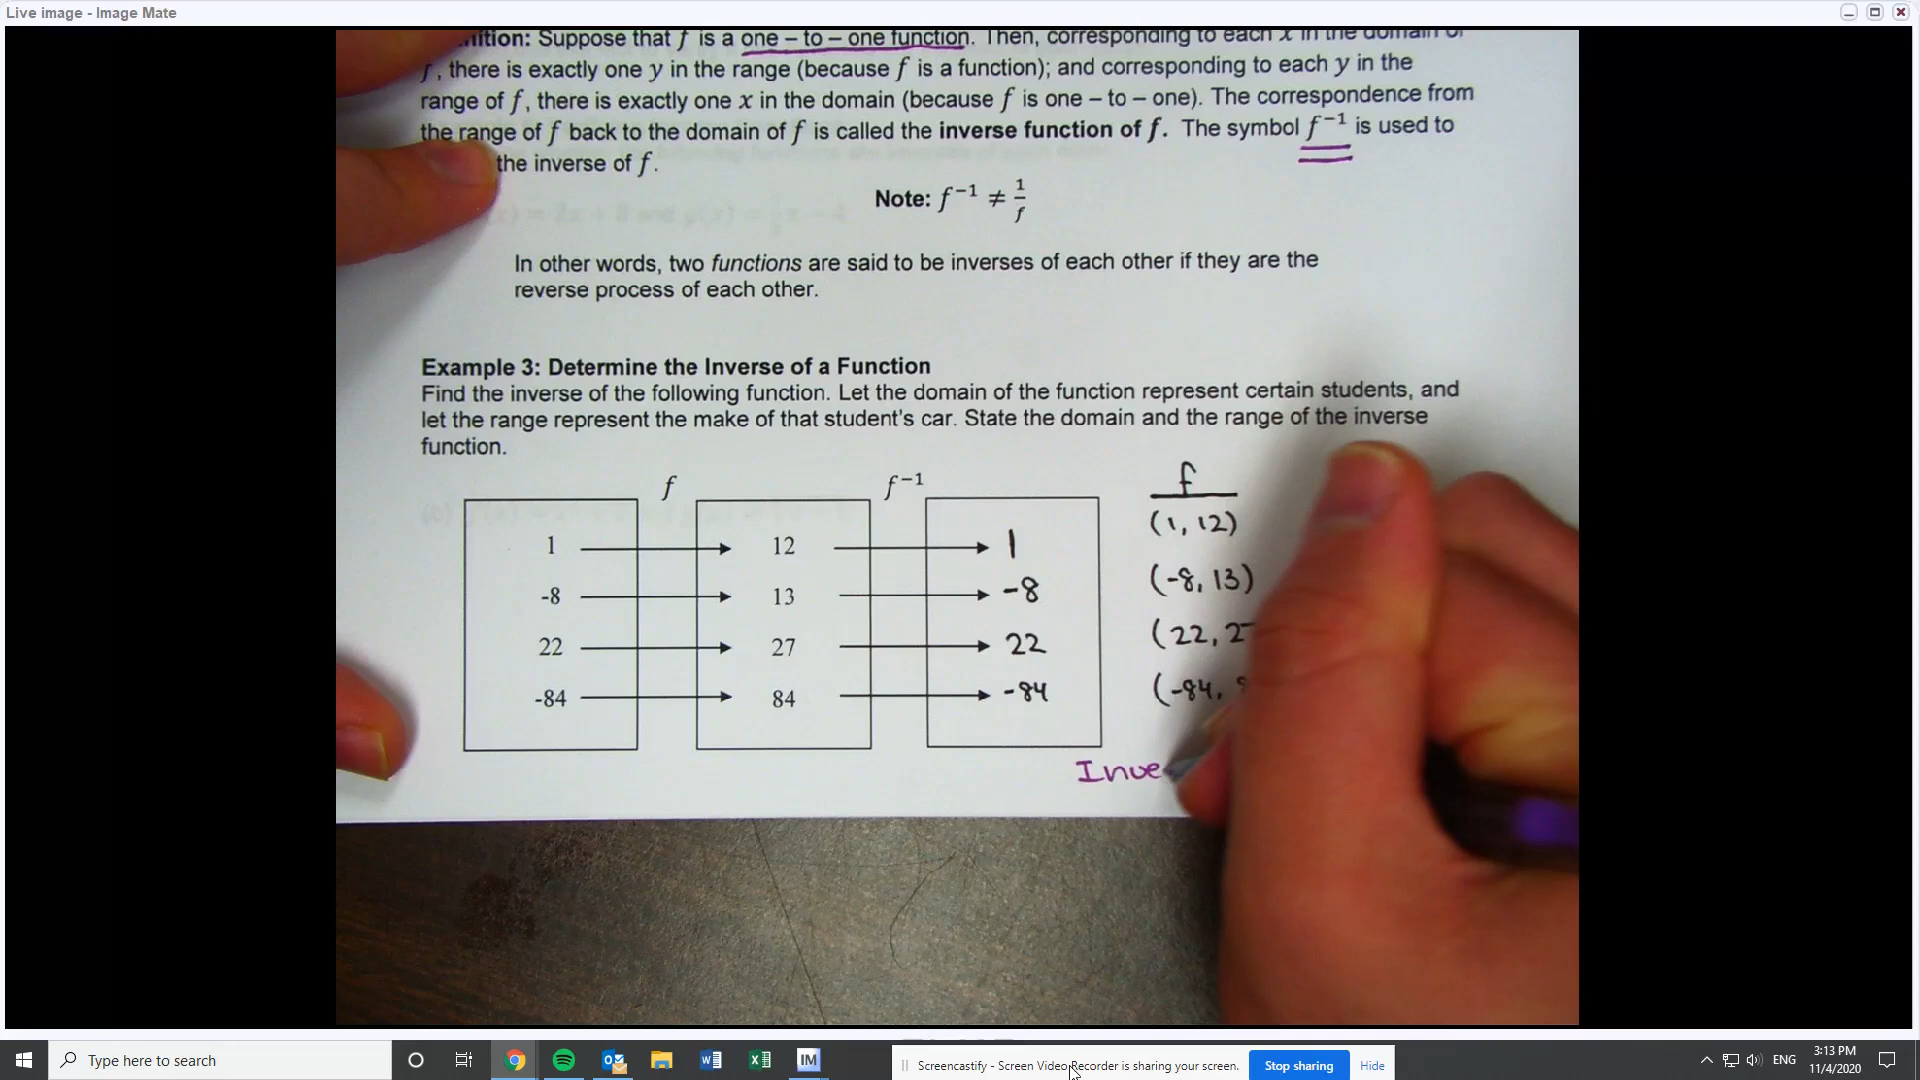 Live image - Image Mate
nition: Suppose that f is a one – to – one function. Then, corresponding to each x in the domain of
f, there is exactly one y in the range (because f is a function); and corresponding to each y in the
range of f, there is exactly one x in the domain (because f is one – to – one). The correspondence from
the range of f back to the domain of f is called the inverse function of f. The symbol f⁻¹ is used to
the inverse of f.
Note: f⁻¹ ≠ 1/f
In other words, two functions are said to be inverses of each other if they are the
reverse process of each other.
Example 3: Determine the Inverse of a Function
Find the inverse of the following function. Let the domain of the function represent certain students, and
let the range represent the make of that student's car. State the domain and the range of the inverse
function.
f f⁻¹ f
1 12 1 (1, 12)
-8 13 -8 (-8, 13)
22 27 22 (22, 2
-84 84 -84 (-84,
Inve
Type here to search
IM
Screencastify - Screen Video Recorder is sharing your screen.
Stop sharing
Hide
ENG
3:13 PM
11/4/2020